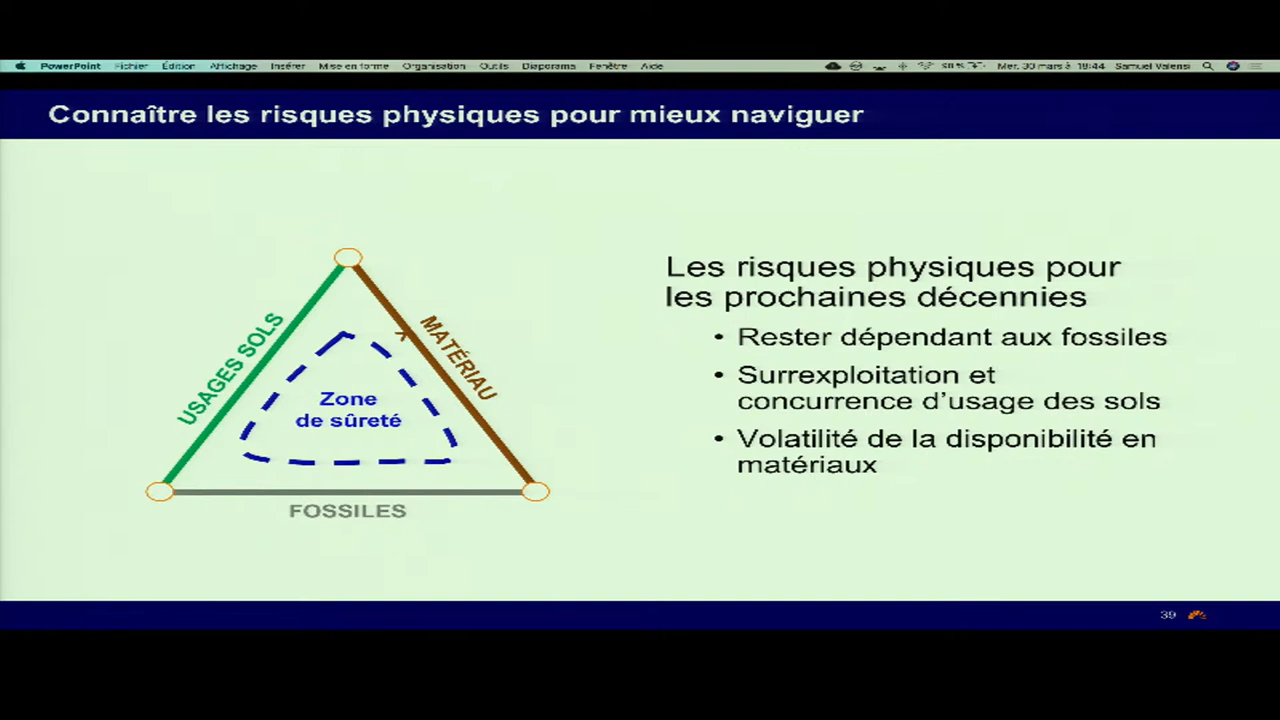 PowerPoint Fichier Édition Affichage Insérer Mise en forme Organisation Outils Diaporama Fenêtre Aide Mer. 30 mars à 18:44 Samuel Valensi
Connaître les risques physiques pour mieux naviguer
USAGES SOLS
MATÉRIAU
X
Zone
de sûreté
FOSSILES
Les risques physiques pour
les prochaines décennies
• Rester dépendant aux fossiles
• Surrexploitation et
concurrence d'usage des sols
• Volatilité de la disponibilité en
matériaux
39